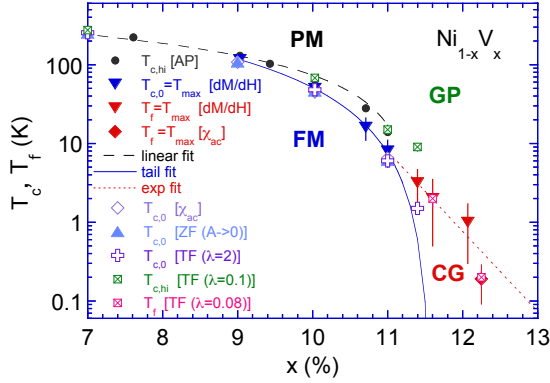 PM
Ni1-xVx
GP
FM
CG
Tc,hi [AP]
Tc,0=Tmax [dM/dH]
Tf=Tmax [dM/dH]
Tf=Tmax [χac]
linear fit
tail fit
exp fit
Tc,0 [χac]
Tc,0 [ZF (A->0)]
Tc,0 [TF (λ=2)]
Tc,hi [TF (λ=0.1)]
Tf [TF (λ=0.08)]
Tc, Tf (K)
100
10
1
0.1
7 8 9 10 11 12 13
x (%)